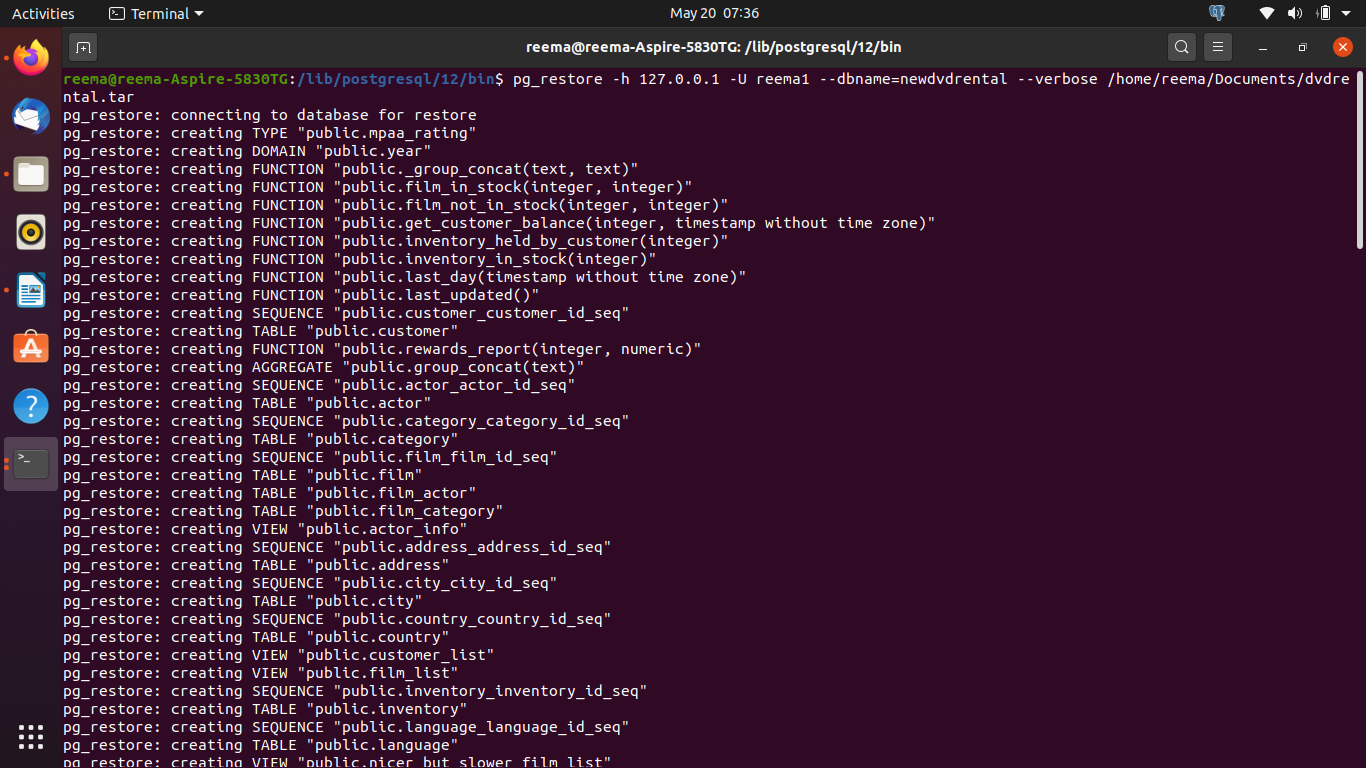 Activities
Terminal
May 20 07:36
reema@reema-Aspire-5830TG: /lib/postgresql/12/bin
reema@reema-Aspire-5830TG:/lib/postgresql/12/bin$ pg_restore -h 127.0.0.1 -U reema1 --dbname=newdvdrental --verbose /home/reema/Documents/dvdre
ntal.tar
pg_restore: connecting to database for restore
pg_restore: creating TYPE "public.mpaa_rating"
pg_restore: creating DOMAIN "public.year"
pg_restore: creating FUNCTION "public._group_concat(text, text)"
pg_restore: creating FUNCTION "public.film_in_stock(integer, integer)"
pg_restore: creating FUNCTION "public.film_not_in_stock(integer, integer)"
pg_restore: creating FUNCTION "public.get_customer_balance(integer, timestamp without time zone)"
pg_restore: creating FUNCTION "public.inventory_held_by_customer(integer)"
pg_restore: creating FUNCTION "public.inventory_in_stock(integer)"
pg_restore: creating FUNCTION "public.last_day(timestamp without time zone)"
pg_restore: creating FUNCTION "public.last_updated()"
pg_restore: creating SEQUENCE "public.customer_customer_id_seq"
pg_restore: creating TABLE "public.customer"
pg_restore: creating FUNCTION "public.rewards_report(integer, numeric)"
pg_restore: creating AGGREGATE "public.group_concat(text)"
pg_restore: creating SEQUENCE "public.actor_actor_id_seq"
pg_restore: creating TABLE "public.actor"
pg_restore: creating SEQUENCE "public.category_category_id_seq"
pg_restore: creating TABLE "public.category"
pg_restore: creating SEQUENCE "public.film_film_id_seq"
pg_restore: creating TABLE "public.film"
pg_restore: creating TABLE "public.film_actor"
pg_restore: creating TABLE "public.film_category"
pg_restore: creating VIEW "public.actor_info"
pg_restore: creating SEQUENCE "public.address_address_id_seq"
pg_restore: creating TABLE "public.address"
pg_restore: creating SEQUENCE "public.city_city_id_seq"
pg_restore: creating TABLE "public.city"
pg_restore: creating SEQUENCE "public.country_country_id_seq"
pg_restore: creating TABLE "public.country"
pg_restore: creating VIEW "public.customer_list"
pg_restore: creating VIEW "public.film_list"
pg_restore: creating SEQUENCE "public.inventory_inventory_id_seq"
pg_restore: creating TABLE "public.inventory"
pg_restore: creating SEQUENCE "public.language_language_id_seq"
pg_restore: creating TABLE "public.language"
pg_restore: creating VIEW "public.nicer_but_slower_film_list"